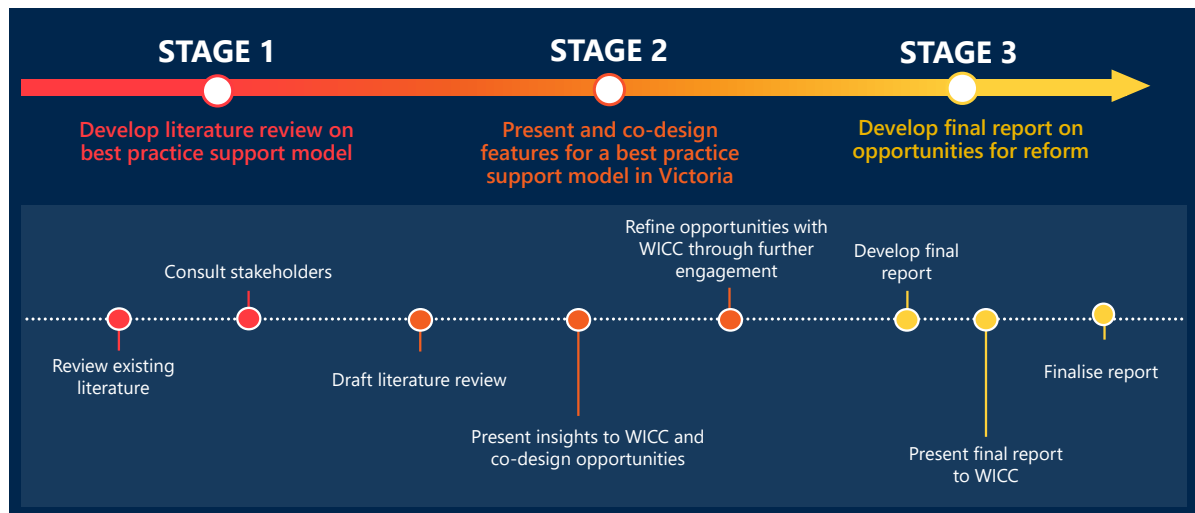 STAGE 1
STAGE 2
STAGE 3
Develop literature review on
best practice support model
Present and co-design
features for a best practice
support model in Victoria
Develop final report on
opportunities for reform
Review existing
literature
Consult stakeholders
Draft literature review
Present insights to WICC and
co-design opportunities
Refine opportunities with
WICC through further
engagement
Develop final
report
Present final report
to WICC
Finalise report